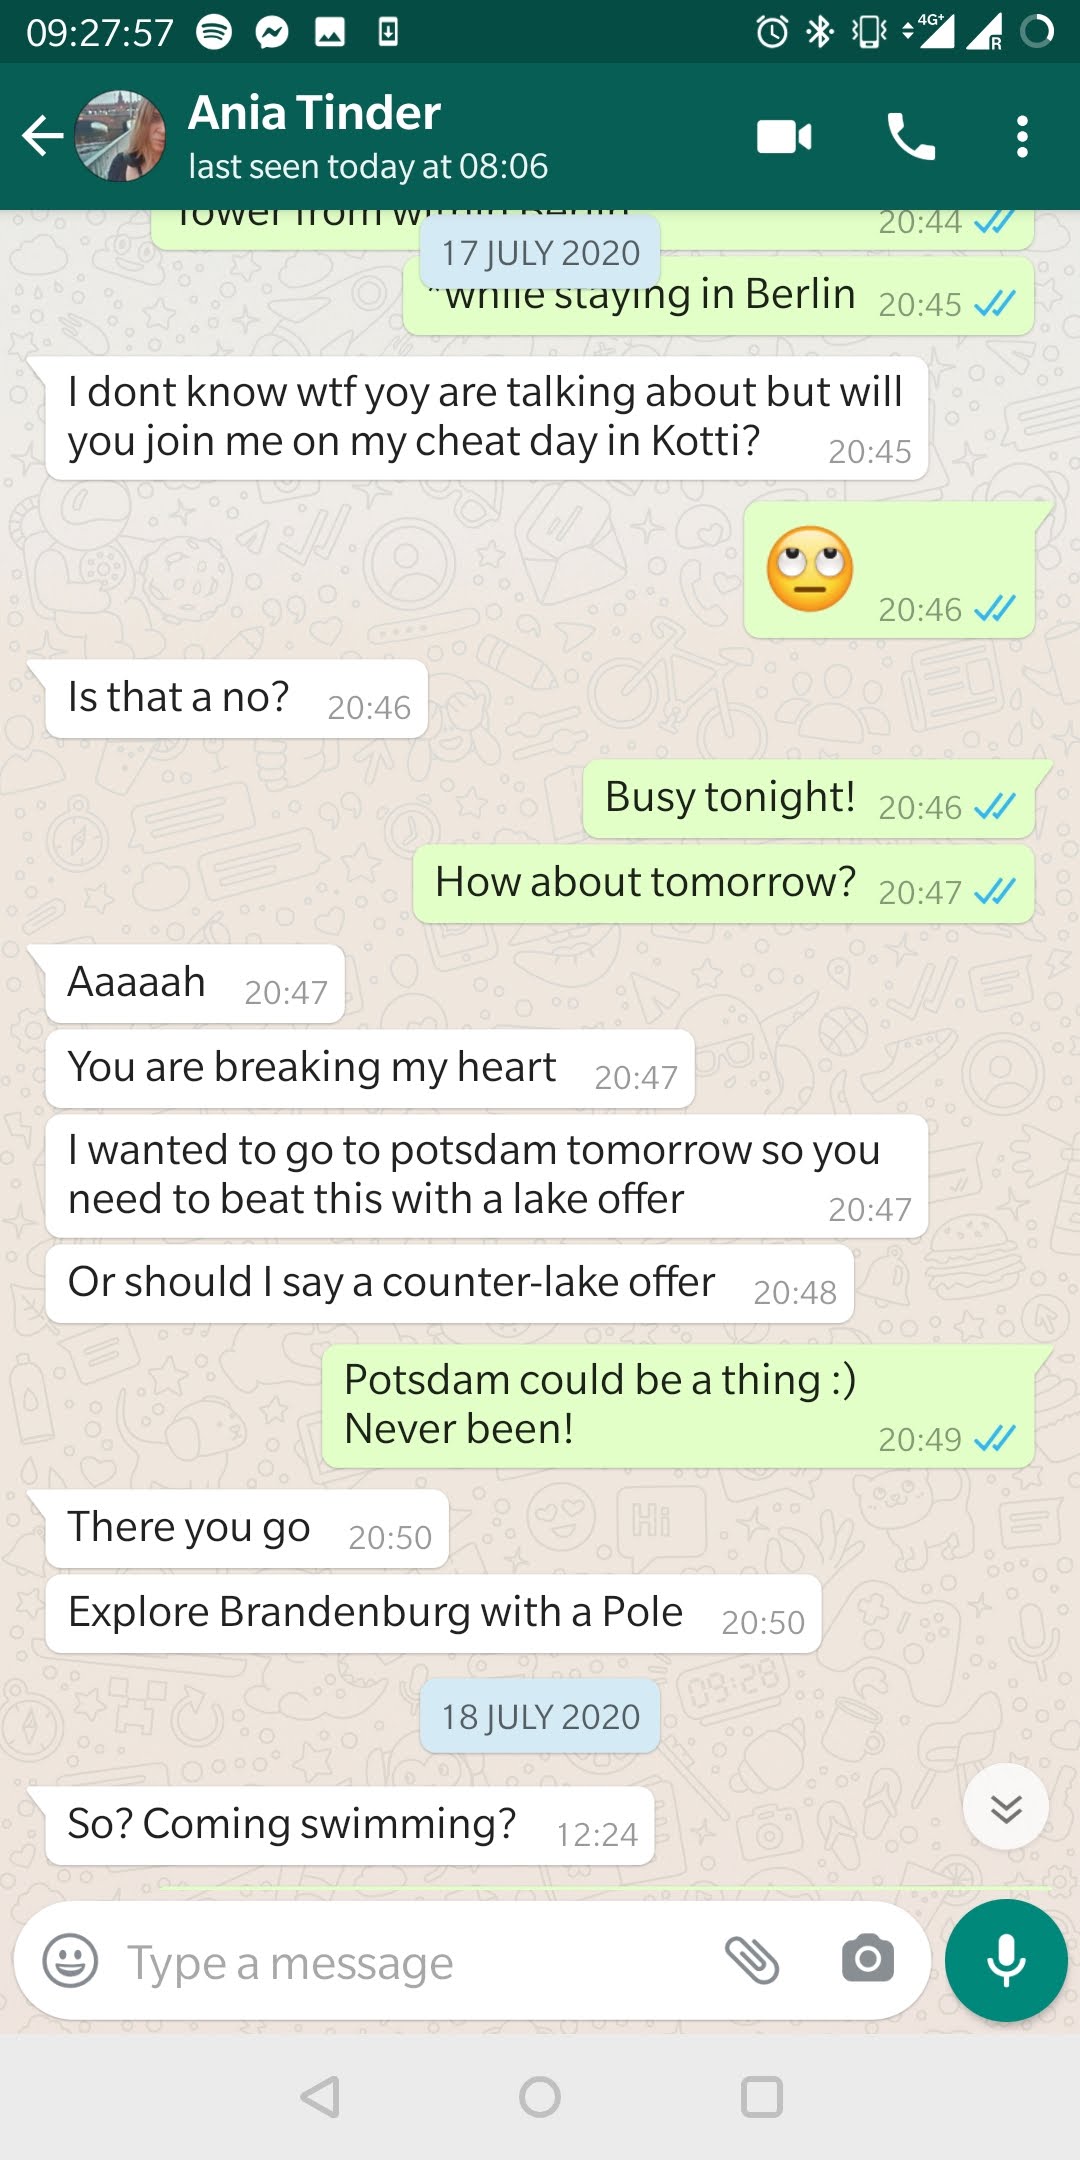 09:27:57
4G+
R
Ania Tinder
last seen today at 08:06
Tower from within Berlin
20:44
17 JULY 2020
*while staying in Berlin 20:45
I dont know wtf yoy are talking about but will
you join me on my cheat day in Kotti? 20:45
🙄
20:46
Is that a no? 20:46
Busy tonight! 20:46
How about tomorrow? 20:47
Aaaaah 20:47
You are breaking my heart 20:47
I wanted to go to potsdam tomorrow so you
need to beat this with a lake offer 20:47
Or should I say a counter-lake offer 20:48
Potsdam could be a thing :)
Never been! 20:49
There you go 20:50
Explore Brandenburg with a Pole 20:50
18 JULY 2020
So? Coming swimming? 12:24
Type a message